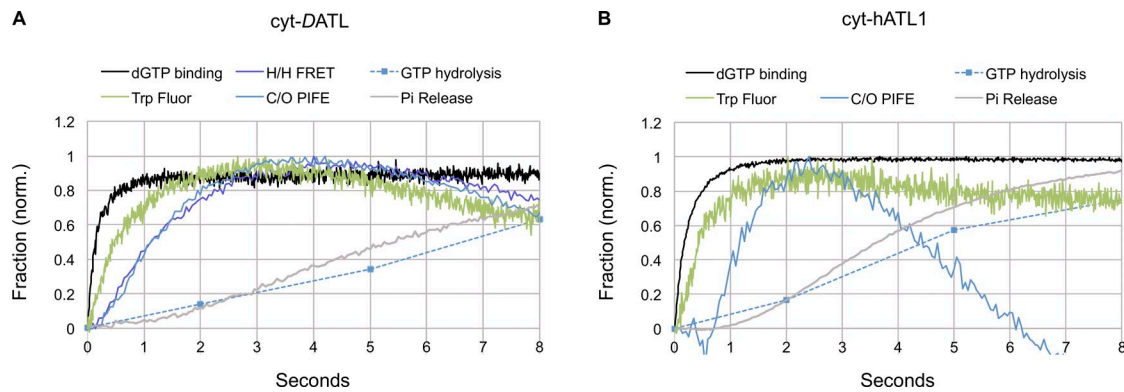 A
cyt-DATL
dGTP binding H/H FRET GTP hydrolysis
Trp Fluor C/O PIFE Pi Release
1.2
1
0.8
0.6
0.4
0.2
0
0 1 2 3 4 5 6 7 8
Fraction (norm.)
Seconds
B
cyt-hATL1
dGTP binding GTP hydrolysis
Trp Fluor C/O PIFE Pi Release
1.2
1
0.8
0.6
0.4
0.2
0
0 1 2 3 4 5 6 7 8
Fraction (norm.)
Seconds